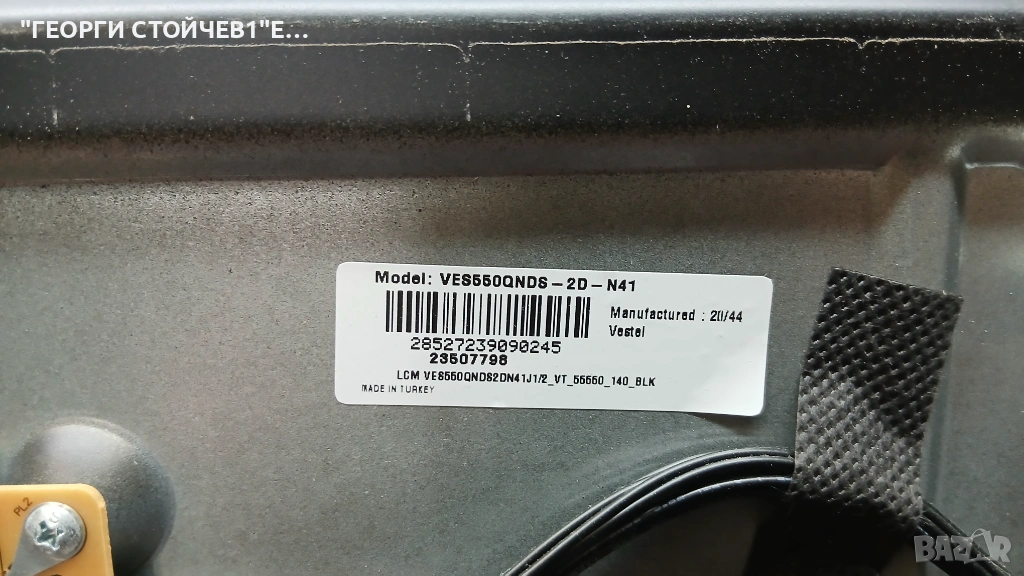 "ГЕОРГИ СТОЙЧЕВ1"Е...
Model: VES550QNDS-2D-N41
Manufactured : 20/44
Vestel
28527239090245
23507798
LCM VES550QNDS2DN41J1/2_VT_55550_140_BLK
MADE IN TURKEY
PL2
BAZAR